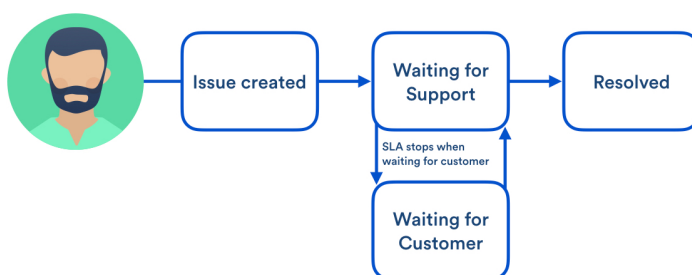 Issue created
Waiting for
Support
Resolved
SLA stops when
waiting for customer
Waiting for
Customer